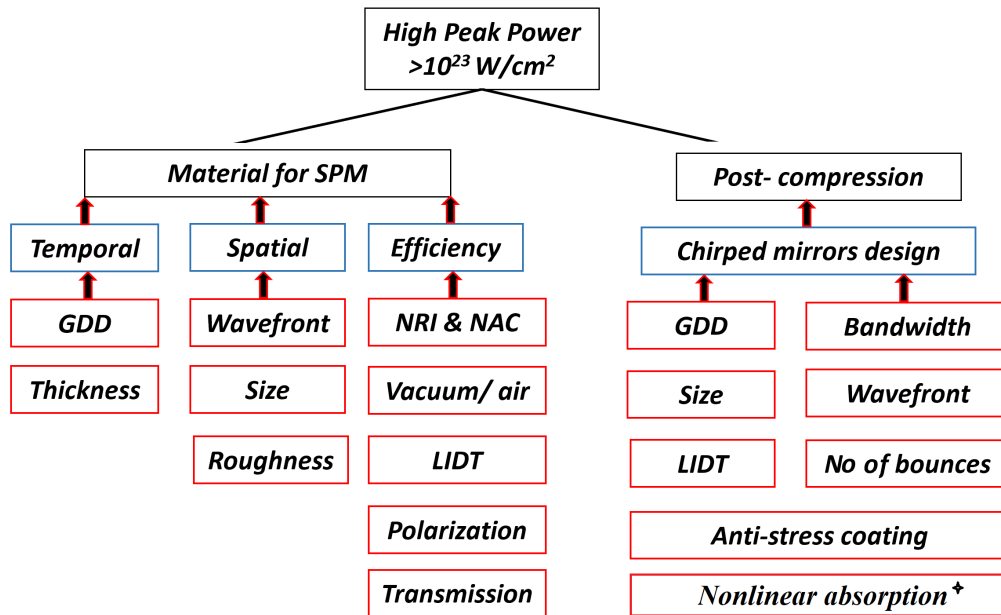 High Peak Power
>10²³ W/cm²
Material for SPM
Post- compression
Temporal
Spatial
Efficiency
Chirped mirrors design
GDD
Wavefront
NRI & NAC
GDD
Bandwidth
Thickness
Size
Vacuum/ air
Size
Wavefront
Roughness
LIDT
LIDT
No of bounces
Polarization
Anti-stress coating
Transmission
Nonlinear absorption✦